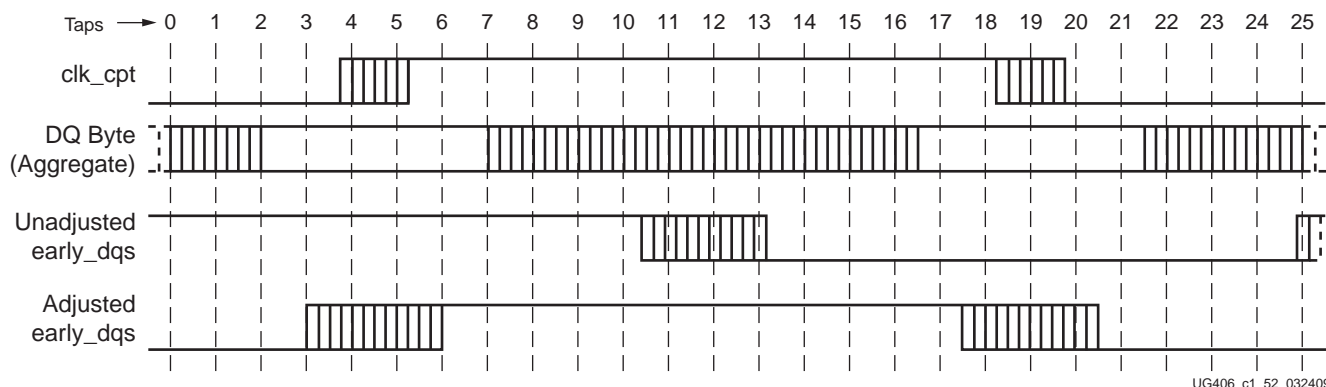 Taps 0 1 2 3 4 5 6 7 8 9 10 11 12 13 14 15 16 17 18 19 20 21 22 23 24 25
clk_cpt
DQ Byte
(Aggregate)
Unadjusted
early_dqs
Adjusted
early_dqs
UG406_c1_52_032409